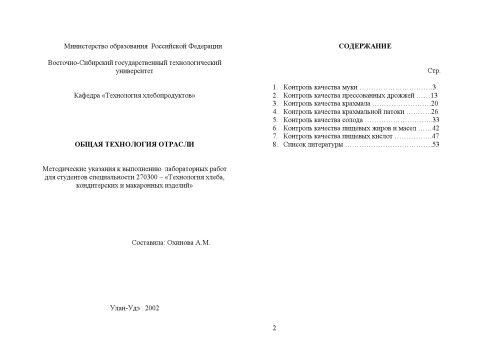 Министерство образования Российской Федерации
Восточно-Сибирский государственный технологический
университет
Кафедра «Технология хлебопродуктов»
ОБЩАЯ ТЕХНОЛОГИЯ ОТРАСЛИ
Методические указания к выполнению лабораторных работ
для студентов специальности 270300 – «Технология хлеба,
кондитерских и макаронных изделий»
Составила: Охинова А.М.
Улан-Удэ 2002
СОДЕРЖАНИЕ
Стр.
1. Контроль качества муки ……………………….3
2. Контроль качества прессованных дрожжей ……13
3. Контроль качества крахмала …………………..20
4. Контроль качества крахмальной патоки ……….26
5. Контроль качества солода ……………………...33
6. Контроль качества пищевых жиров и масел ……42
7. Контроль качества пищевых кислот ……………47
8. Список литературы ……………………………..53
2